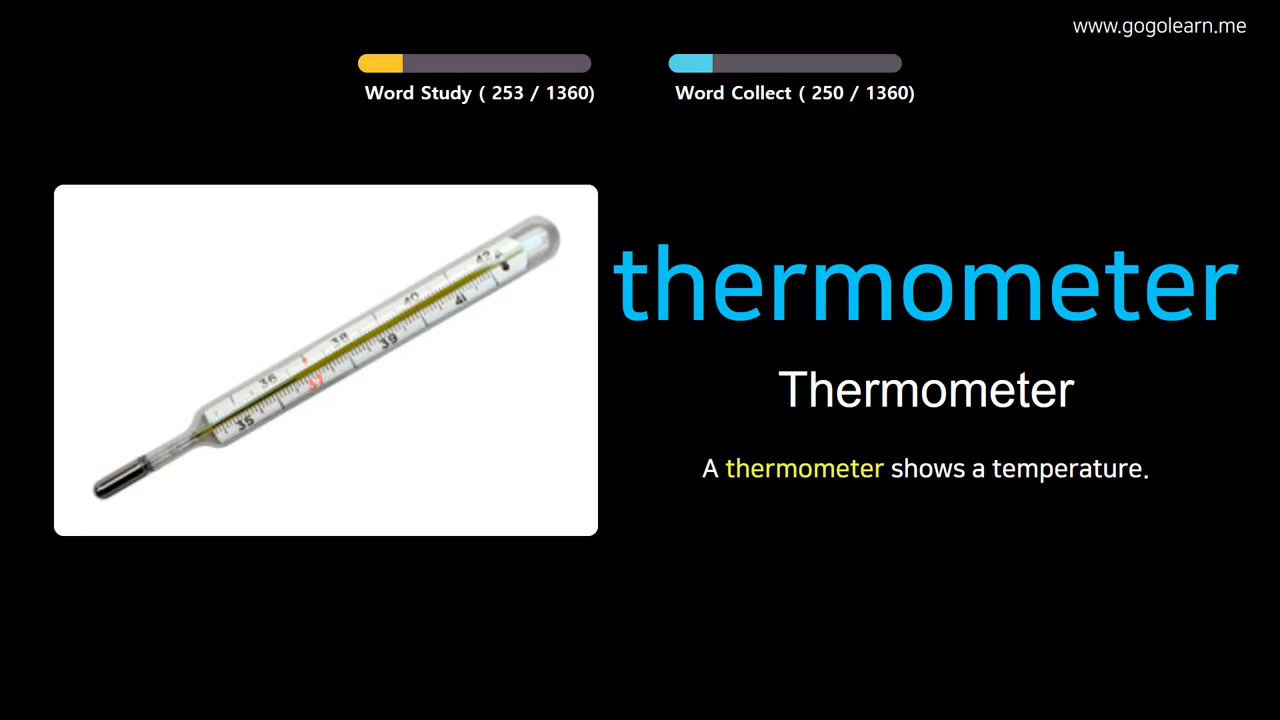 www.gogolearn.me
Word Study ( 253 / 1360)
Word Collect ( 250 / 1360)
thermometer
Thermometer
A thermometer shows a temperature.
42
40
41
38
39
36
37
35